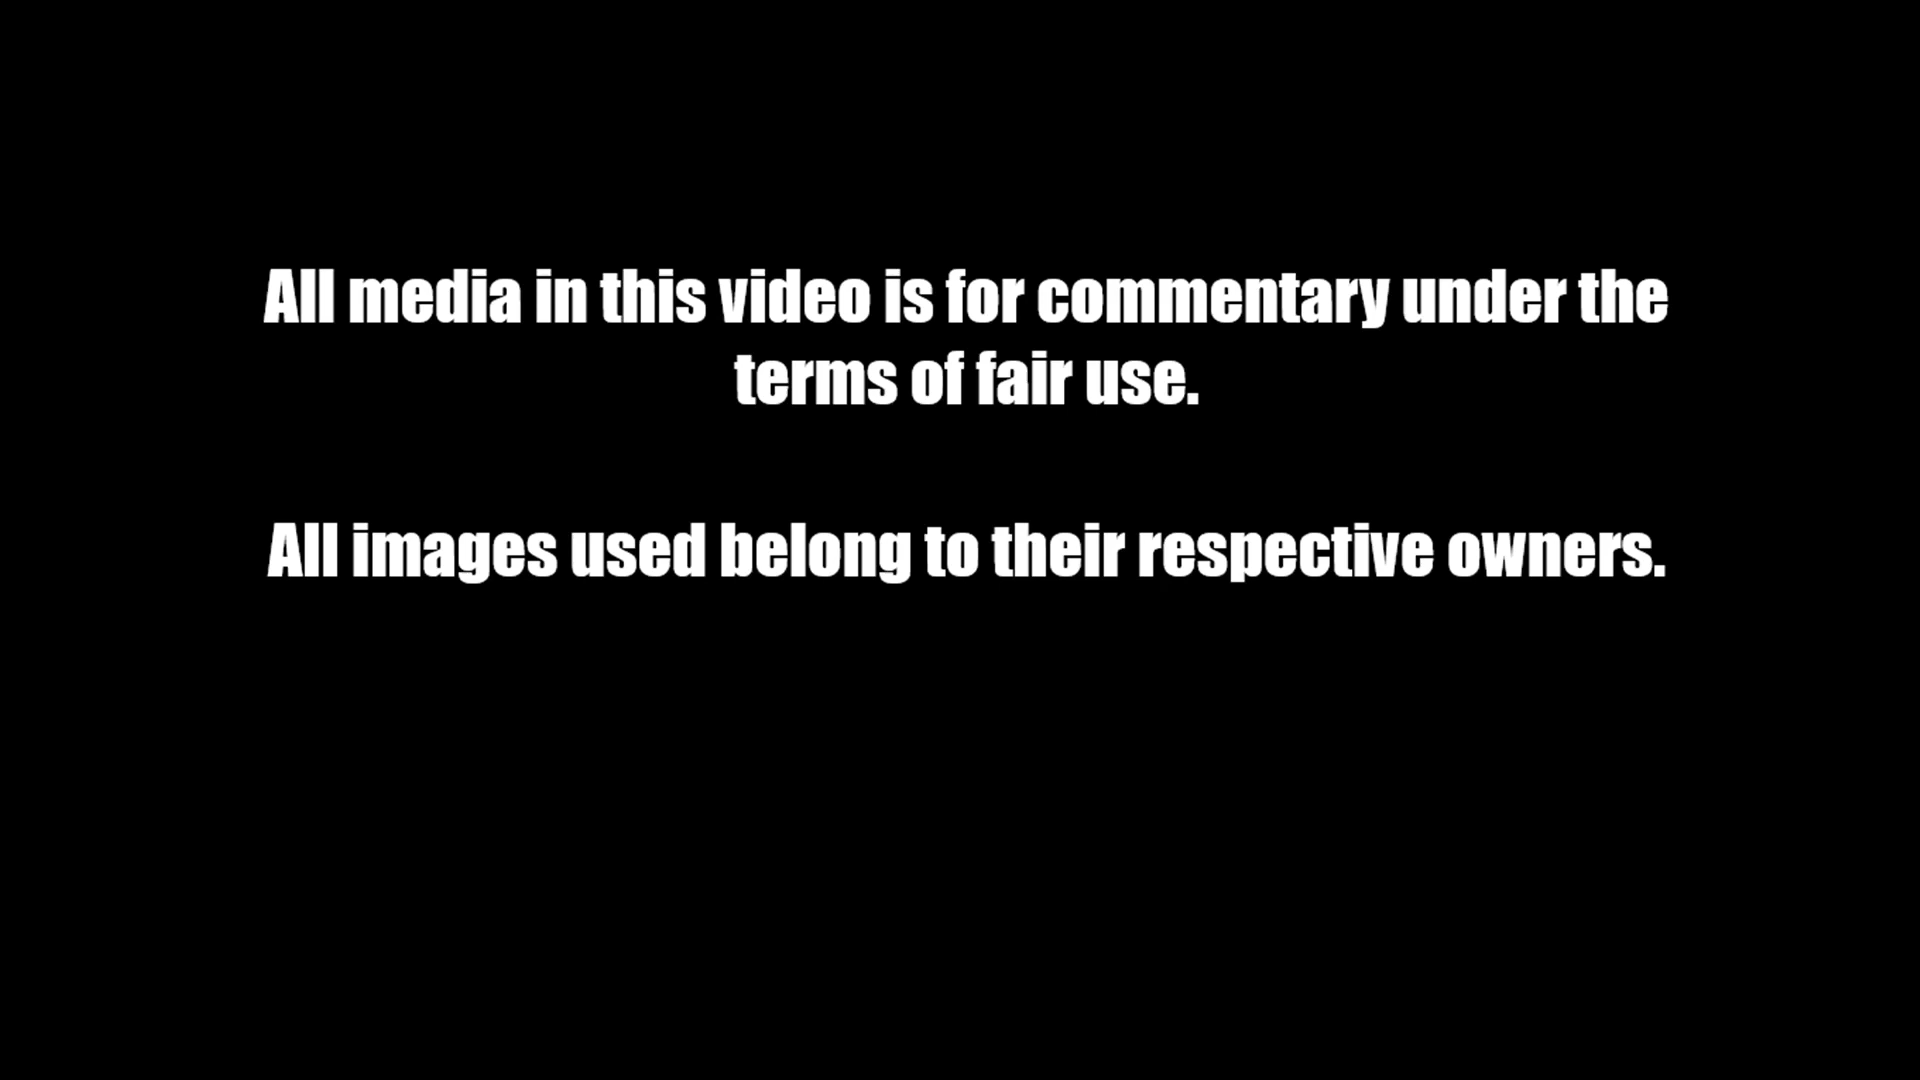 All media in this video is for commentary under the
terms of fair use.
All images used belong to their respective owners.